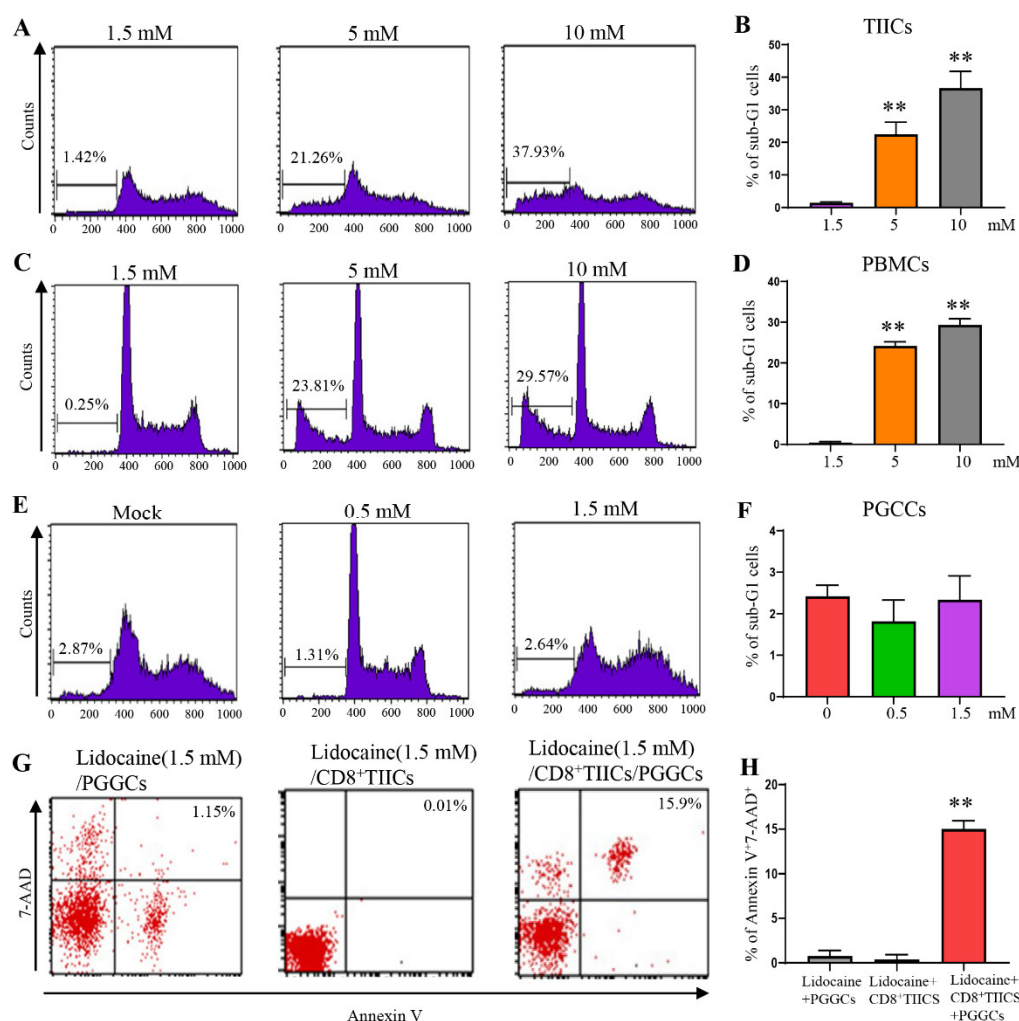 A
1.5 mM
5 mM
10 mM
Counts
1.42%
21.26%
37.93%
0 200 400 600 800 1000
0 200 400 600 800 1000
0 200 400 600 800 1000
B
TIICs
% of sub-G1 cells
50
40
30
20
10
0
**
**
1.5 5 10 mM
C
1.5 mM
5 mM
10 mM
Counts
0.25%
23.81%
29.57%
0 200 400 600 800 1000
0 200 400 600 800 1000
0 200 400 600 800 1000
D
PBMCs
% of sub-G1 cells
40
30
20
10
0
**
**
1.5 5 10 mM
E
Mock
0.5 mM
1.5 mM
Counts
2.87%
1.31%
2.64%
0 200 400 600 800 1000
0 200 400 600 800 1000
0 200 400 600 800 1000
F
PGCCs
% of sub-G1 cells
4
3
2
1
0
0 0.5 1.5 mM
G
Lidocaine(1.5 mM)
/PGGCs
Lidocaine(1.5 mM)
/CD8⁺TIICs
Lidocaine(1.5 mM)
/CD8⁺TIICs/PGGCs
1.15%
0.01%
15.9%
7-AAD
Annexin V
H
% of Annexin V⁺7-AAD⁺
20
15
10
5
0
**
Lidocaine
+PGGCs
Lidocaine+
CD8⁺TIICS
Lidocaine+
CD8⁺TIICS
+PGGCs